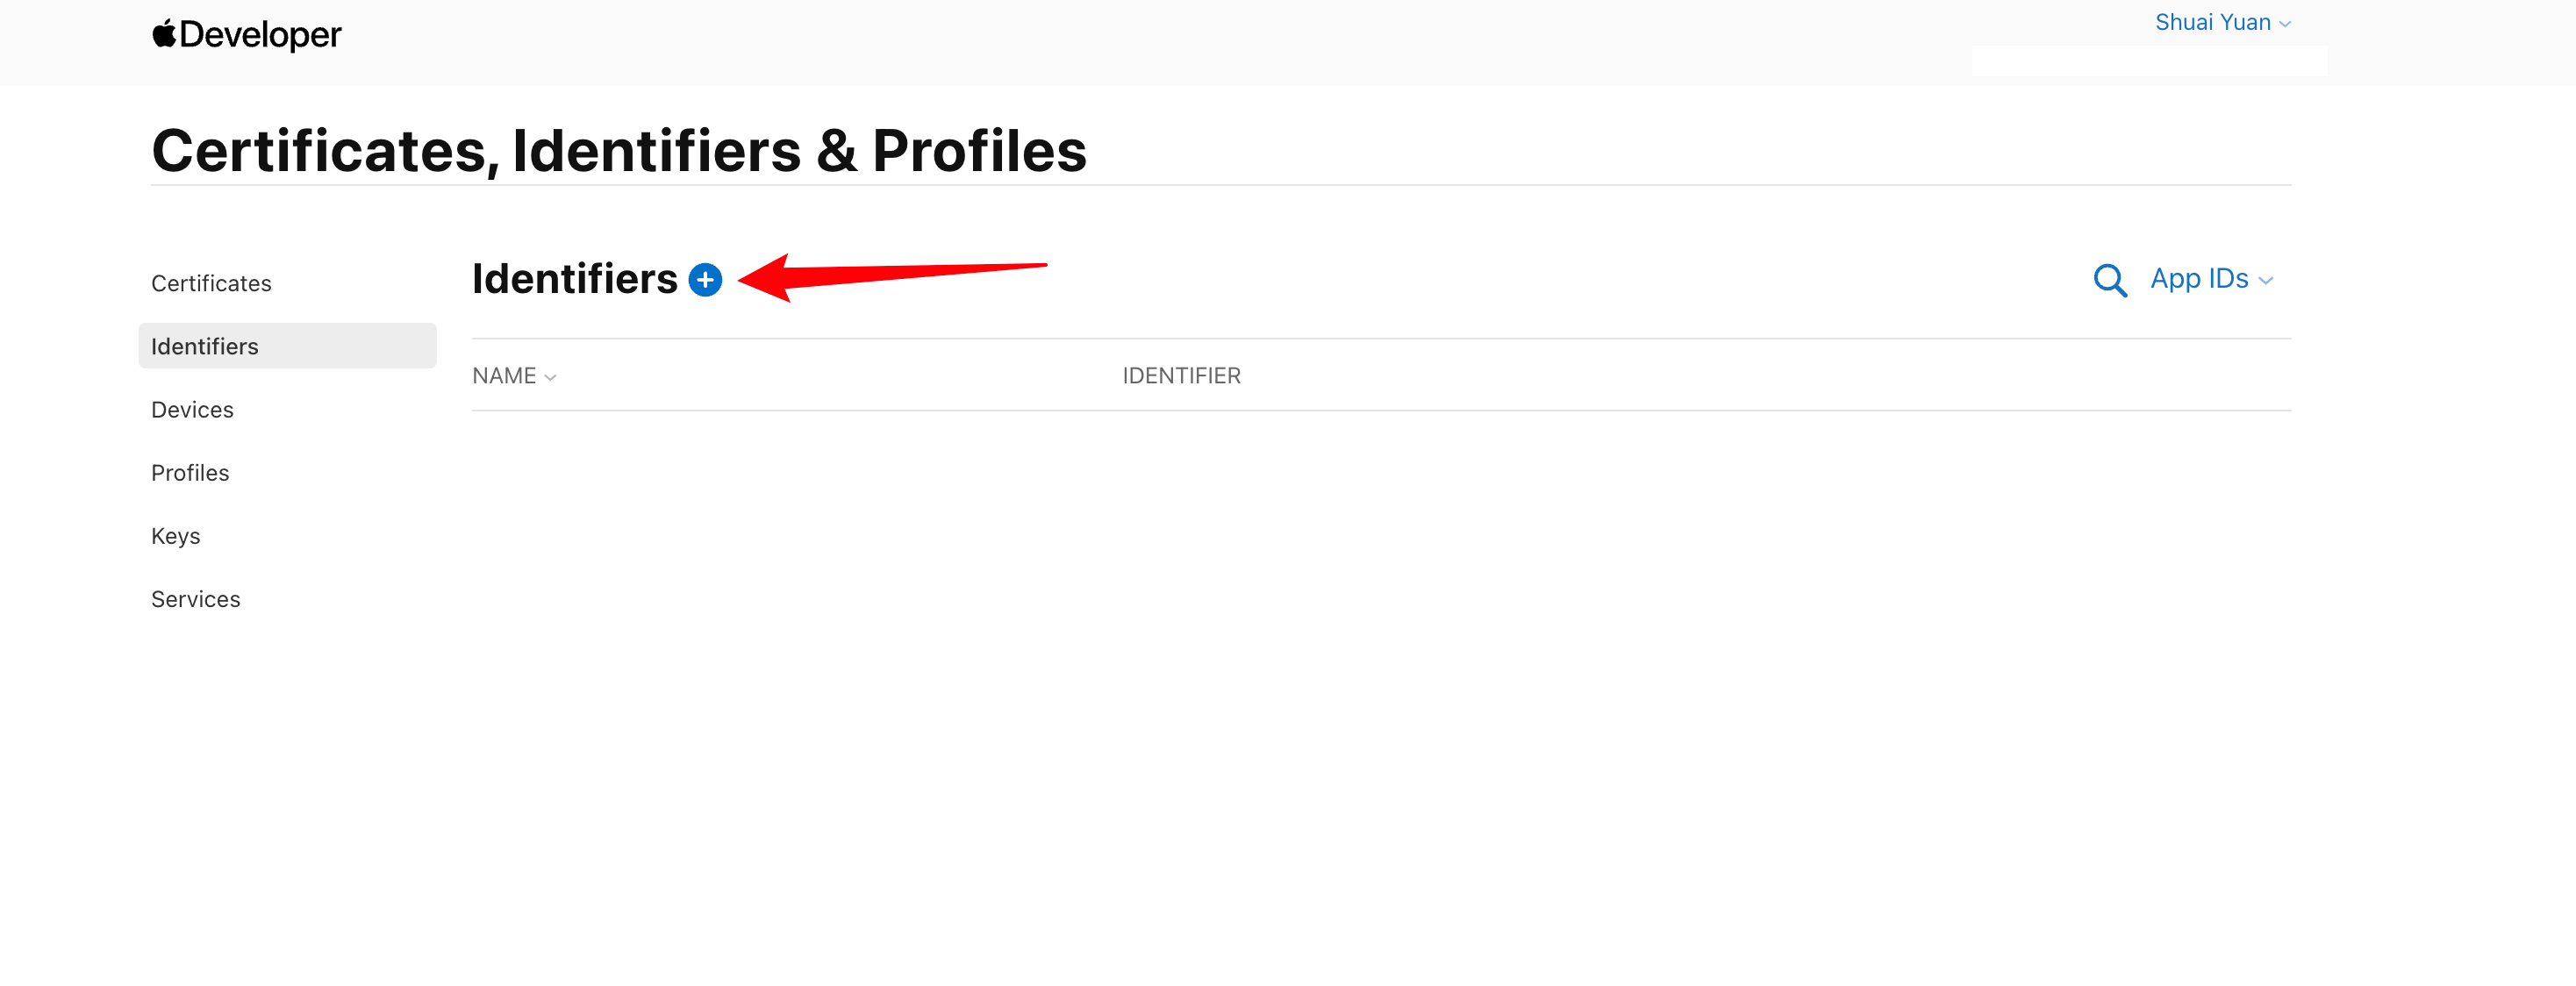 Developer
Shuai Yuan
Certificates, Identifiers & Profiles
Certificates
Identifiers
Devices
Profiles
Keys
Services
Identifiers
App IDs
NAME
IDENTIFIER